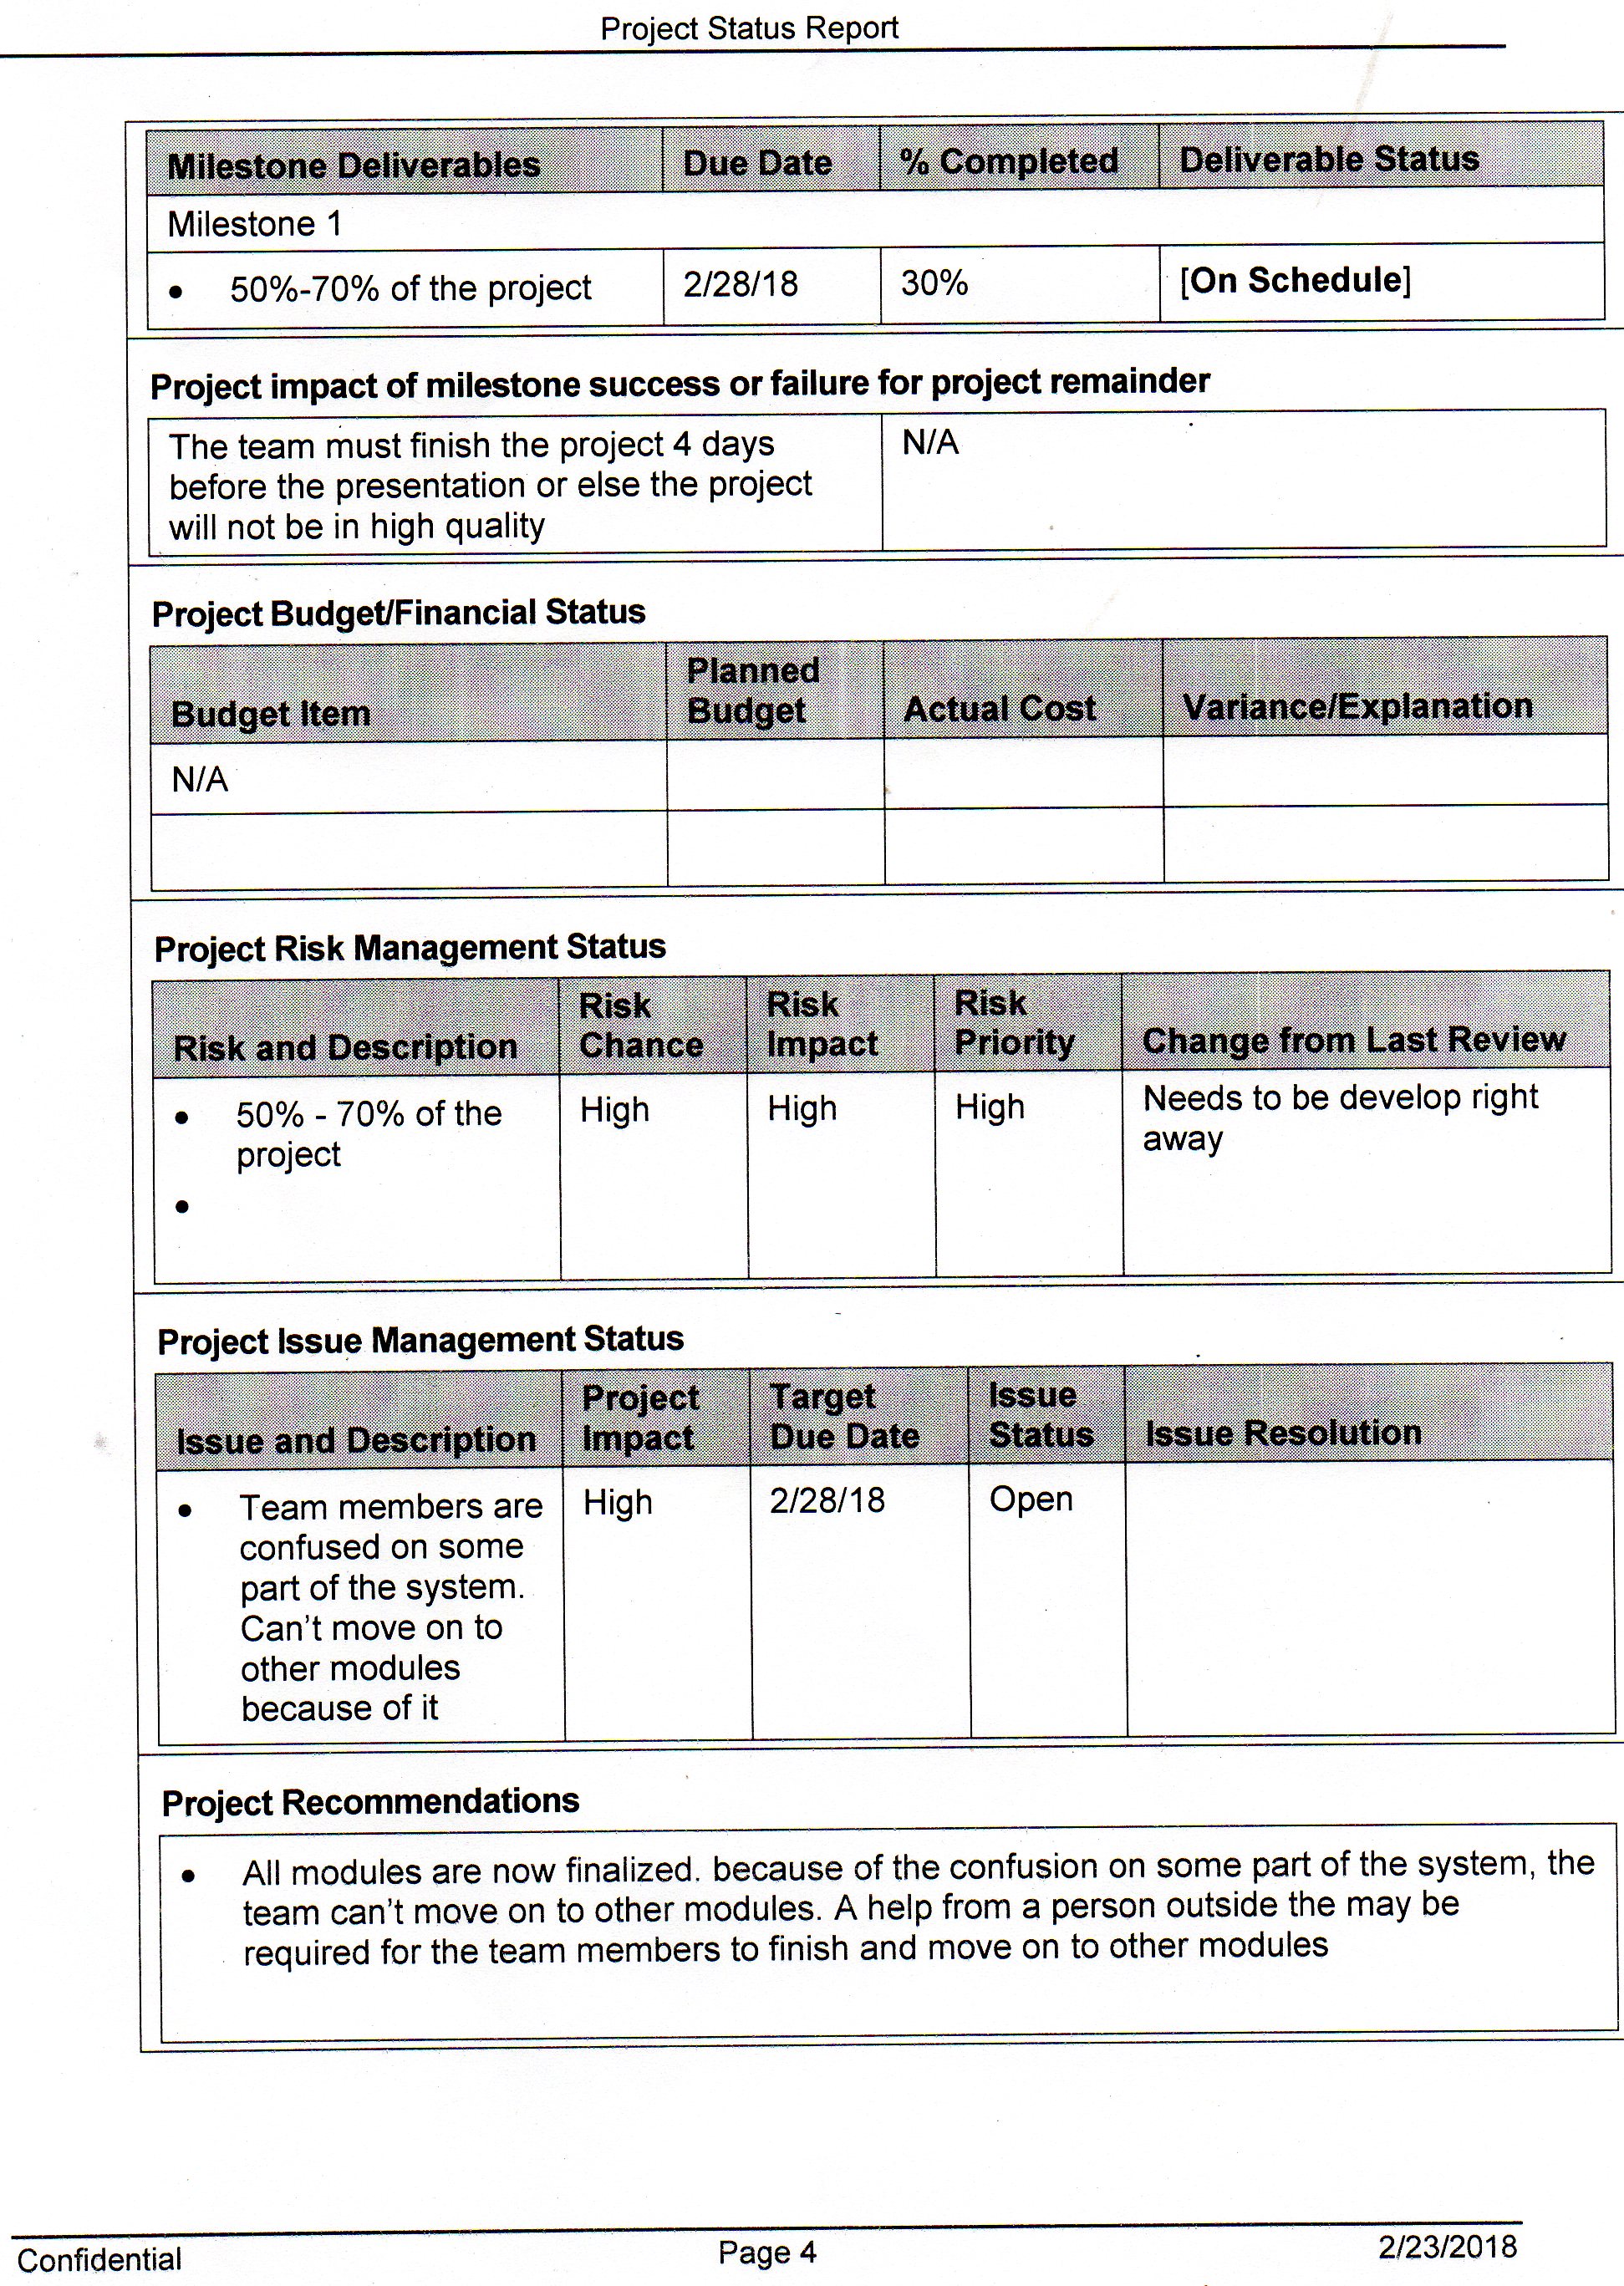 Project Status Report
Milestone Deliverables Due Date % Completed Deliverable Status
Milestone 1
• 50%-70% of the project 2/28/18 30% [On Schedule]
Project impact of milestone success or failure for project remainder
The team must finish the project 4 days N/A
before the presentation or else the project
will not be in high quality
Project Budget/Financial Status
Budget Item Planned Budget Actual Cost Variance/Explanation
N/A
Project Risk Management Status
Risk and Description Risk Chance Risk Impact Risk Priority Change from Last Review
• 50% - 70% of the High High High Needs to be develop right
project away
•
Project Issue Management Status
Issue and Description Project Impact Target Due Date Issue Status Issue Resolution
• Team members are High 2/28/18 Open
confused on some
part of the system.
Can't move on to
other modules
because of it
Project Recommendations
• All modules are now finalized. because of the confusion on some part of the system, the
team can't move on to other modules. A help from a person outside the may be
required for the team members to finish and move on to other modules
Confidential Page 4 2/23/2018